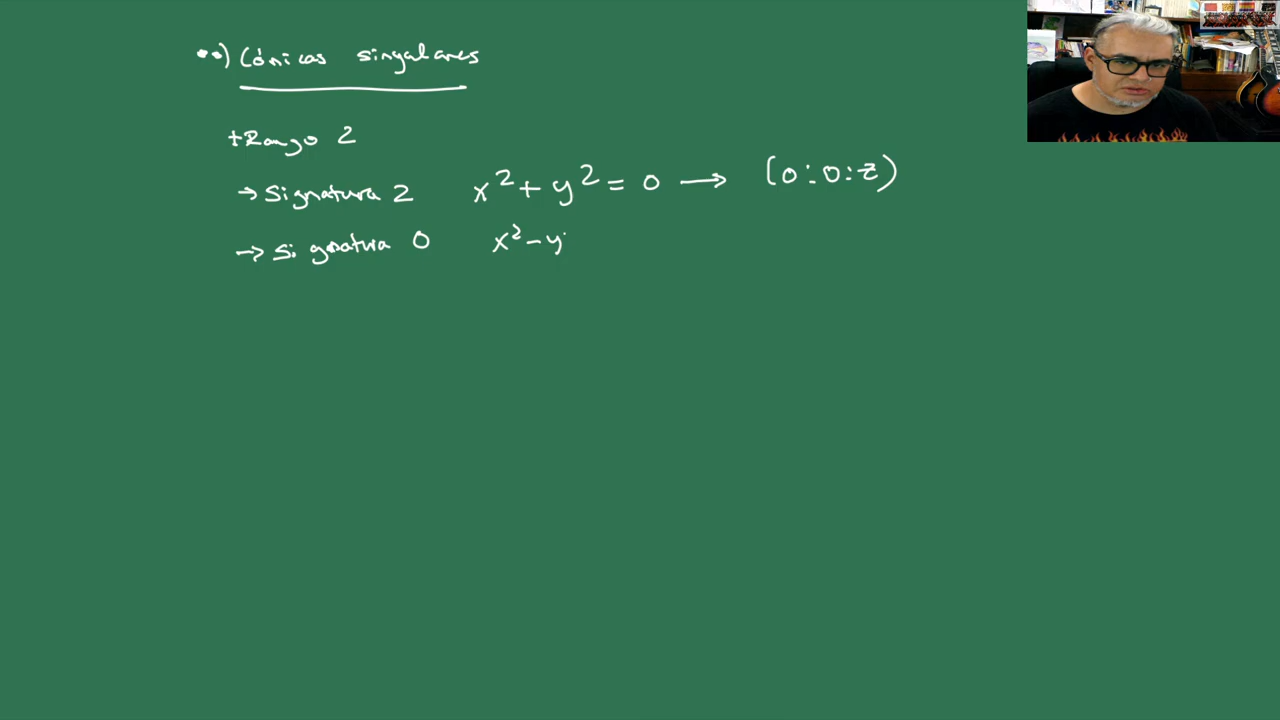 ••) Cónicas singulares
+Rango 2
→ Signatura 2 x² + y² = 0 → (0:0:z)
→ Signatura 0 x² - y